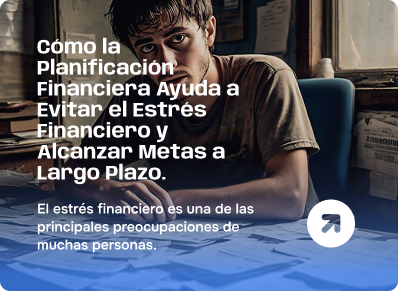 Cómo la
Planificación
Financiera Ayuda a
Evitar el Estrés
Financiero y
Alcanzar Metas a
Largo Plazo.
El estrés financiero es una de las
principales preocupaciones de
muchas personas.